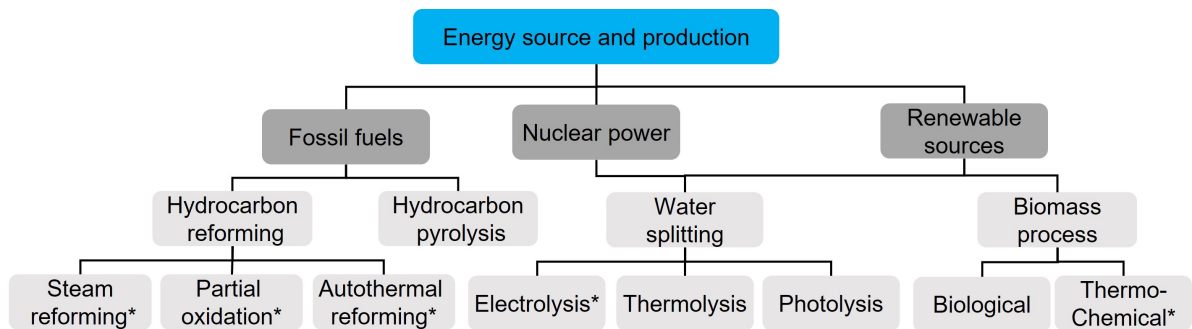 Energy source and production
Fossil fuels
Nuclear power
Renewable
sources
Hydrocarbon
reforming
Hydrocarbon
pyrolysis
Water
splitting
Biomass
process
Steam
reforming*
Partial
oxidation*
Autothermal
reforming*
Electrolysis*
Thermolysis
Photolysis
Biological
Thermo-
Chemical*